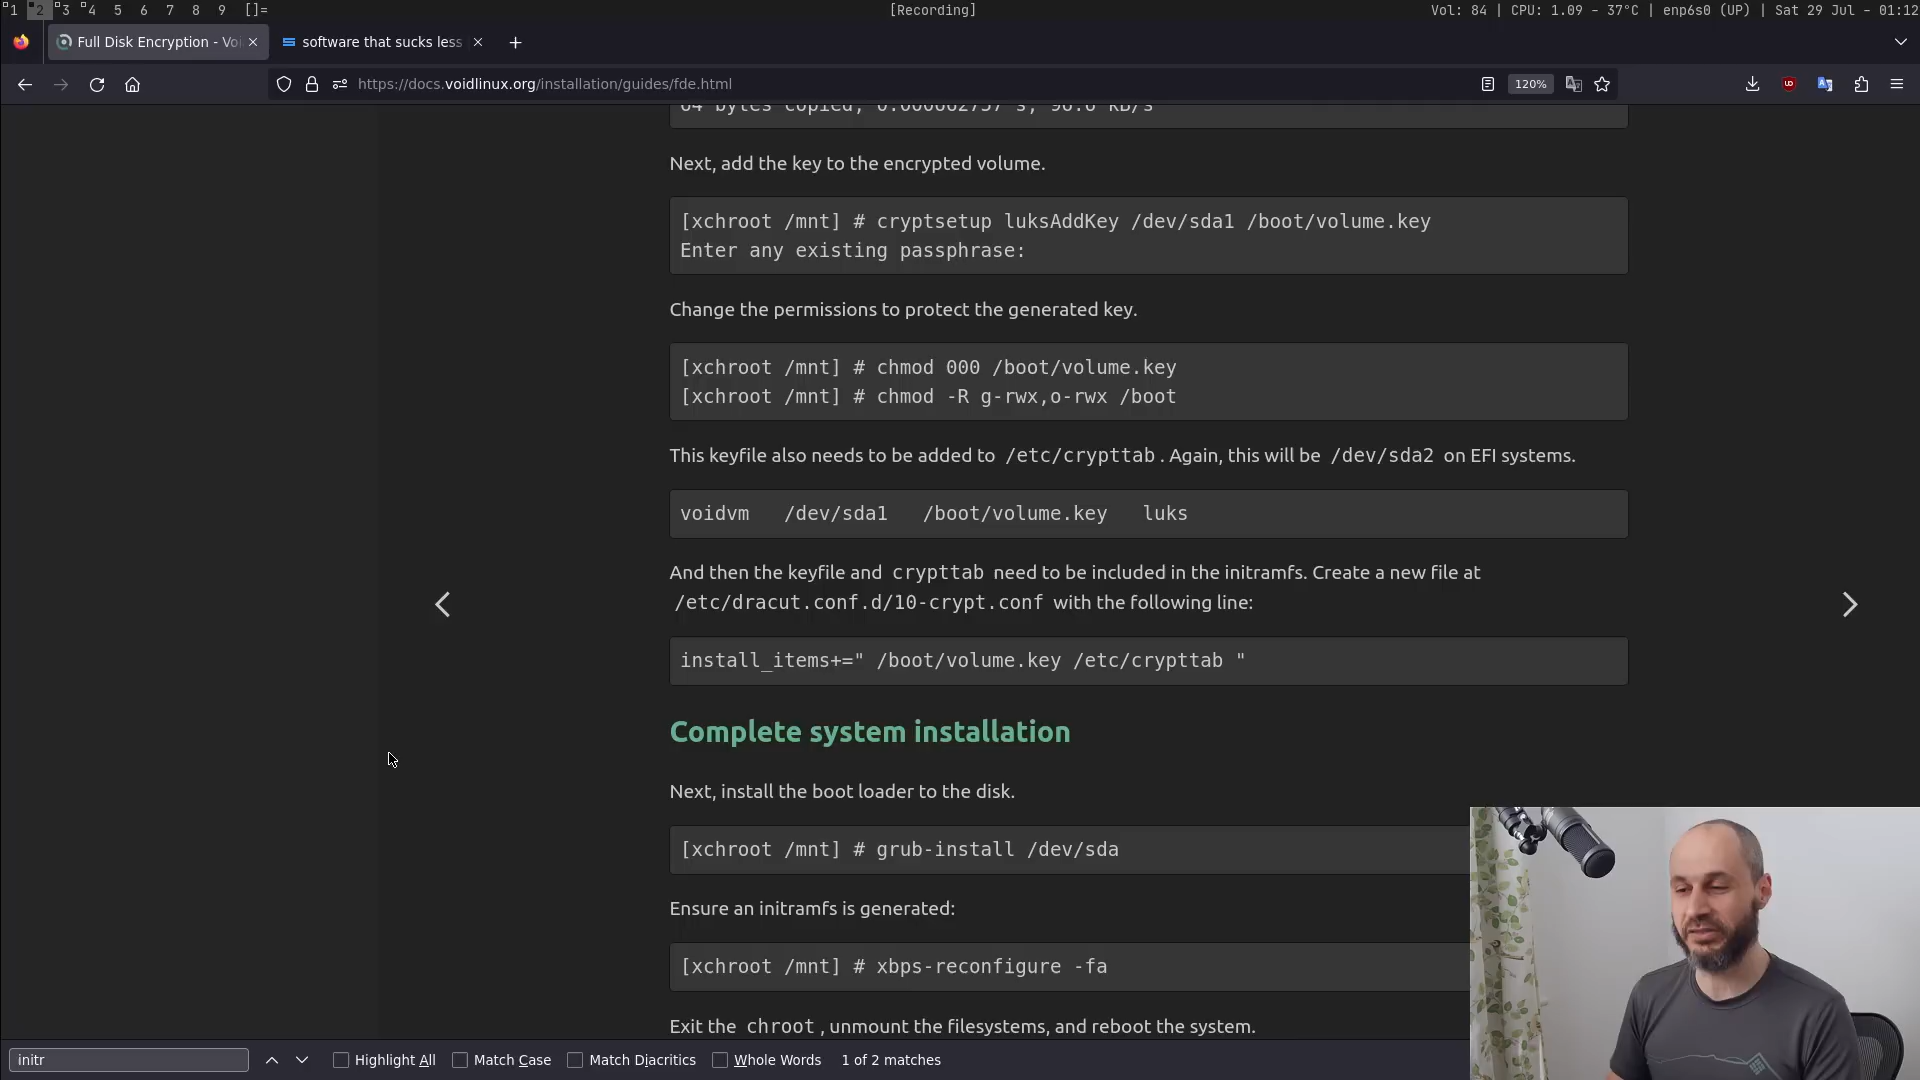 1 2 3 4 5 6 7 8 9 []= [Recording] Vol: 84 | CPU: 1.09 - 37°C | enp6s0 (UP) | Sat 29 Jul - 01:12
Full Disk Encryption - Voi software that sucks less
https://docs.voidlinux.org/installation/guides/fde.html 120%
64 bytes copied, 0.000662757 s, 96.6 kB/s
Next, add the key to the encrypted volume.
[xchroot /mnt] # cryptsetup luksAddKey /dev/sda1 /boot/volume.key
Enter any existing passphrase:
Change the permissions to protect the generated key.
[xchroot /mnt] # chmod 000 /boot/volume.key
[xchroot /mnt] # chmod -R g-rwx,o-rwx /boot
This keyfile also needs to be added to /etc/crypttab. Again, this will be /dev/sda2 on EFI systems.
voidvm /dev/sda1 /boot/volume.key luks
And then the keyfile and crypttab need to be included in the initramfs. Create a new file at
/etc/dracut.conf.d/10-crypt.conf with the following line:
install_items+=" /boot/volume.key /etc/crypttab "
Complete system installation
Next, install the boot loader to the disk.
[xchroot /mnt] # grub-install /dev/sda
Ensure an initramfs is generated:
[xchroot /mnt] # xbps-reconfigure -fa
Exit the chroot, unmount the filesystems, and reboot the system.
initr Highlight All Match Case Match Diacritics Whole Words 1 of 2 matches